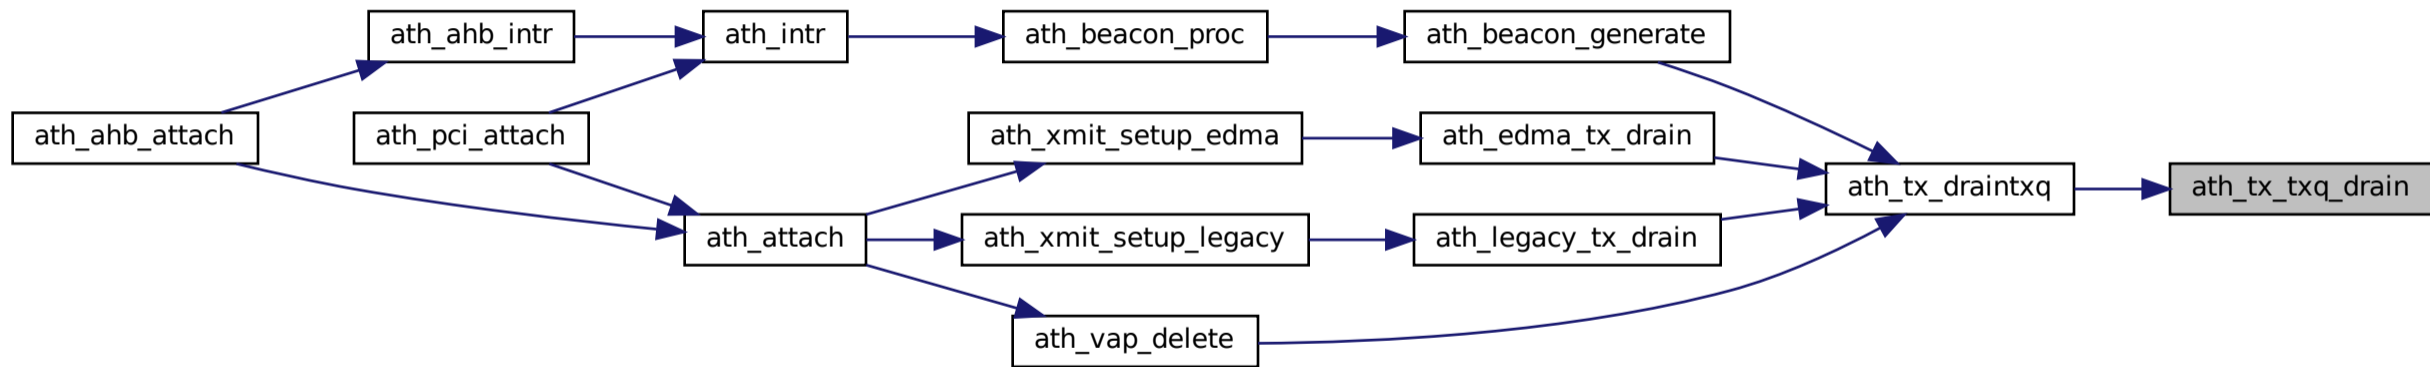 ath_ahb_intr
ath_intr
ath_beacon_proc
ath_beacon_generate
ath_ahb_attach
ath_pci_attach
ath_xmit_setup_edma
ath_edma_tx_drain
ath_tx_draintxq
ath_tx_txq_drain
ath_attach
ath_xmit_setup_legacy
ath_legacy_tx_drain
ath_vap_delete